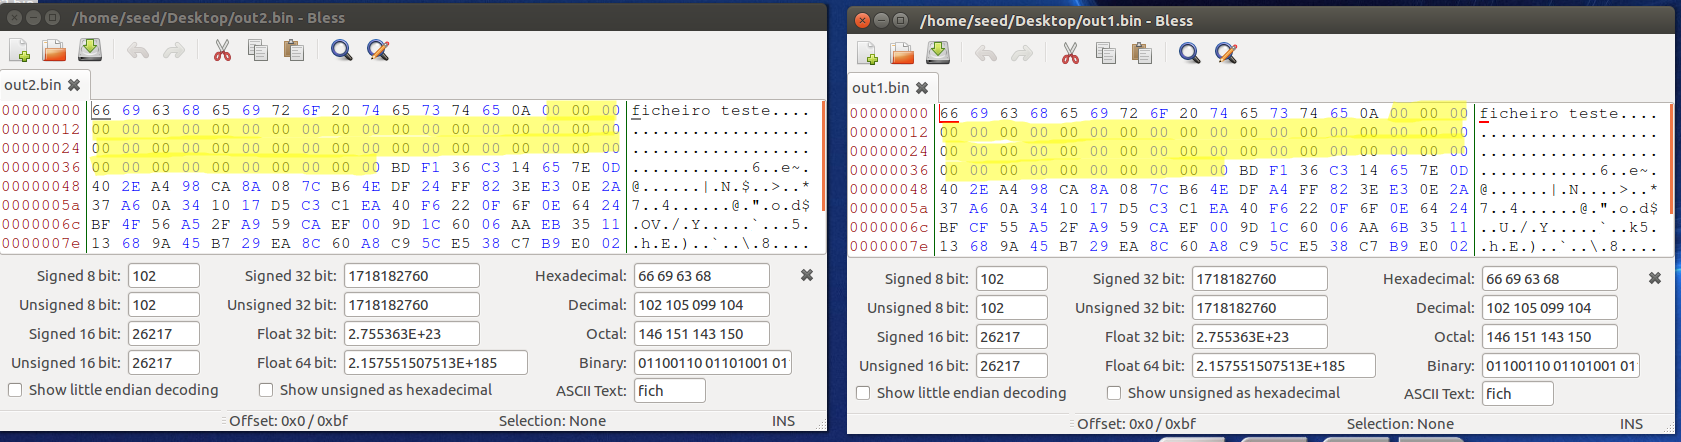 /home/seed/Desktop/out2.bin - Bless
out2.bin
00000000 66 69 63 68 65 69 72 6F 20 74 65 73 74 65 0A 00 00 00 ficheiro teste....
00000012 00 00 00 00 00 00 00 00 00 00 00 00 00 00 00 00 00 00 ..................
00000024 00 00 00 00 00 00 00 00 00 00 00 00 00 00 00 00 00 00 ..................
00000036 00 00 00 00 00 00 00 00 00 00 BD F1 36 C3 14 65 7E 0D ............6..e~.
00000048 40 2E A4 98 CA 8A 08 7C B6 4E DF 24 FF 82 3E E3 0E 2A @......|.N.$..>..*
0000005a 37 A6 0A 34 10 17 D5 C3 C1 EA 40 F6 22 0F 6F 0E 64 24 7..4......@.".o.d$
0000006c BF 4F 56 A5 2F A9 59 CA EF 00 9D 1C 60 06 AA EB 35 11 .OV./.Y.....`...5.
0000007e 13 68 9A 45 B7 29 EA 8C 60 A8 C9 5C E5 38 C7 B9 E0 02 .h.E.)..`..\.8....
Signed 8 bit: 102 Signed 32 bit: 1718182760 Hexadecimal: 66 69 63 68
Unsigned 8 bit: 102 Unsigned 32 bit: 1718182760 Decimal: 102 105 099 104
Signed 16 bit: 26217 Float 32 bit: 2.755363E+23 Octal: 146 151 143 150
Unsigned 16 bit: 26217 Float 64 bit: 2.157551507513E+185 Binary: 01100110 01101001 01
Show little endian decoding Show unsigned as hexadecimal ASCII Text: fich
Offset: 0x0 / 0xbf Selection: None INS
/home/seed/Desktop/out1.bin - Bless
out1.bin
00000000 66 69 63 68 65 69 72 6F 20 74 65 73 74 65 0A 00 00 00 ficheiro teste....
00000012 00 00 00 00 00 00 00 00 00 00 00 00 00 00 00 00 00 00 ..................
00000024 00 00 00 00 00 00 00 00 00 00 00 00 00 00 00 00 00 00 ..................
00000036 00 00 00 00 00 00 00 00 00 00 BD F1 36 C3 14 65 7E 0D ............6..e~.
00000048 40 2E A4 98 CA 8A 08 7C B6 4E DF A4 FF 82 3E E3 0E 2A @......|.N....>..*
0000005a 37 A6 0A 34 10 17 D5 C3 C1 EA 40 F6 22 0F 6F 0E 64 24 7..4......@.".o.d$
0000006c BF CF 55 A5 2F A9 59 CA EF 00 9D 1C 60 06 AA 6B 35 11 ..U./.Y.....`..k5.
0000007e 13 68 9A 45 B7 29 EA 8C 60 A8 C9 5C E5 38 C7 B9 E0 02 .h.E.)..`..\.8....
Signed 8 bit: 102 Signed 32 bit: 1718182760 Hexadecimal: 66 69 63 68
Unsigned 8 bit: 102 Unsigned 32 bit: 1718182760 Decimal: 102 105 099 104
Signed 16 bit: 26217 Float 32 bit: 2.755363E+23 Octal: 146 151 143 150
Unsigned 16 bit: 26217 Float 64 bit: 2.157551507513E+185 Binary: 01100110 01101001 01
Show little endian decoding Show unsigned as hexadecimal ASCII Text: fich
Offset: 0x0 / 0xbf Selection: None INS